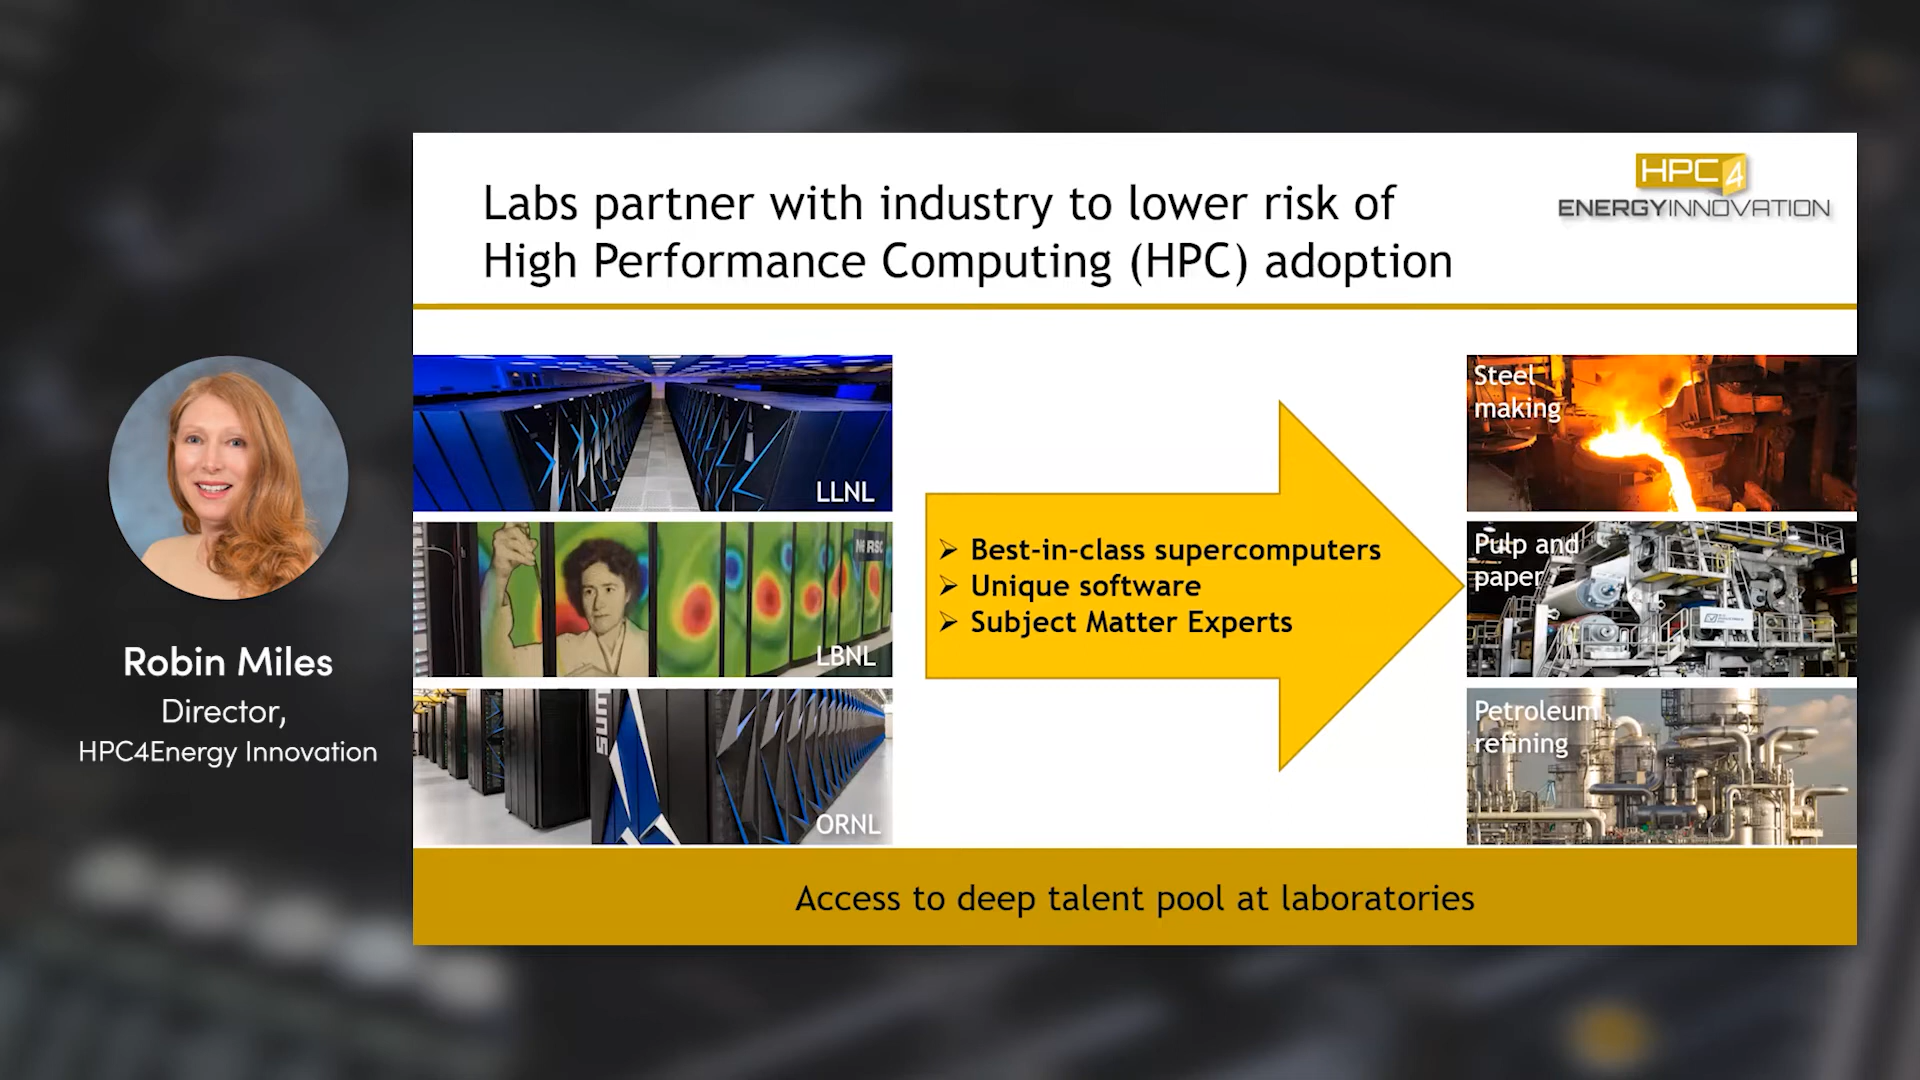 Labs partner with industry to lower risk of
High Performance Computing (HPC) adoption
HPC4
ENERGYINNOVATION
LLNL
LBNL
ORNL
➢ Best-in-class supercomputers
➢ Unique software
➢ Subject Matter Experts
Steel
making
Pulp and
paper
Petroleum
refining
Access to deep talent pool at laboratories
Robin Miles
Director,
HPC4Energy Innovation